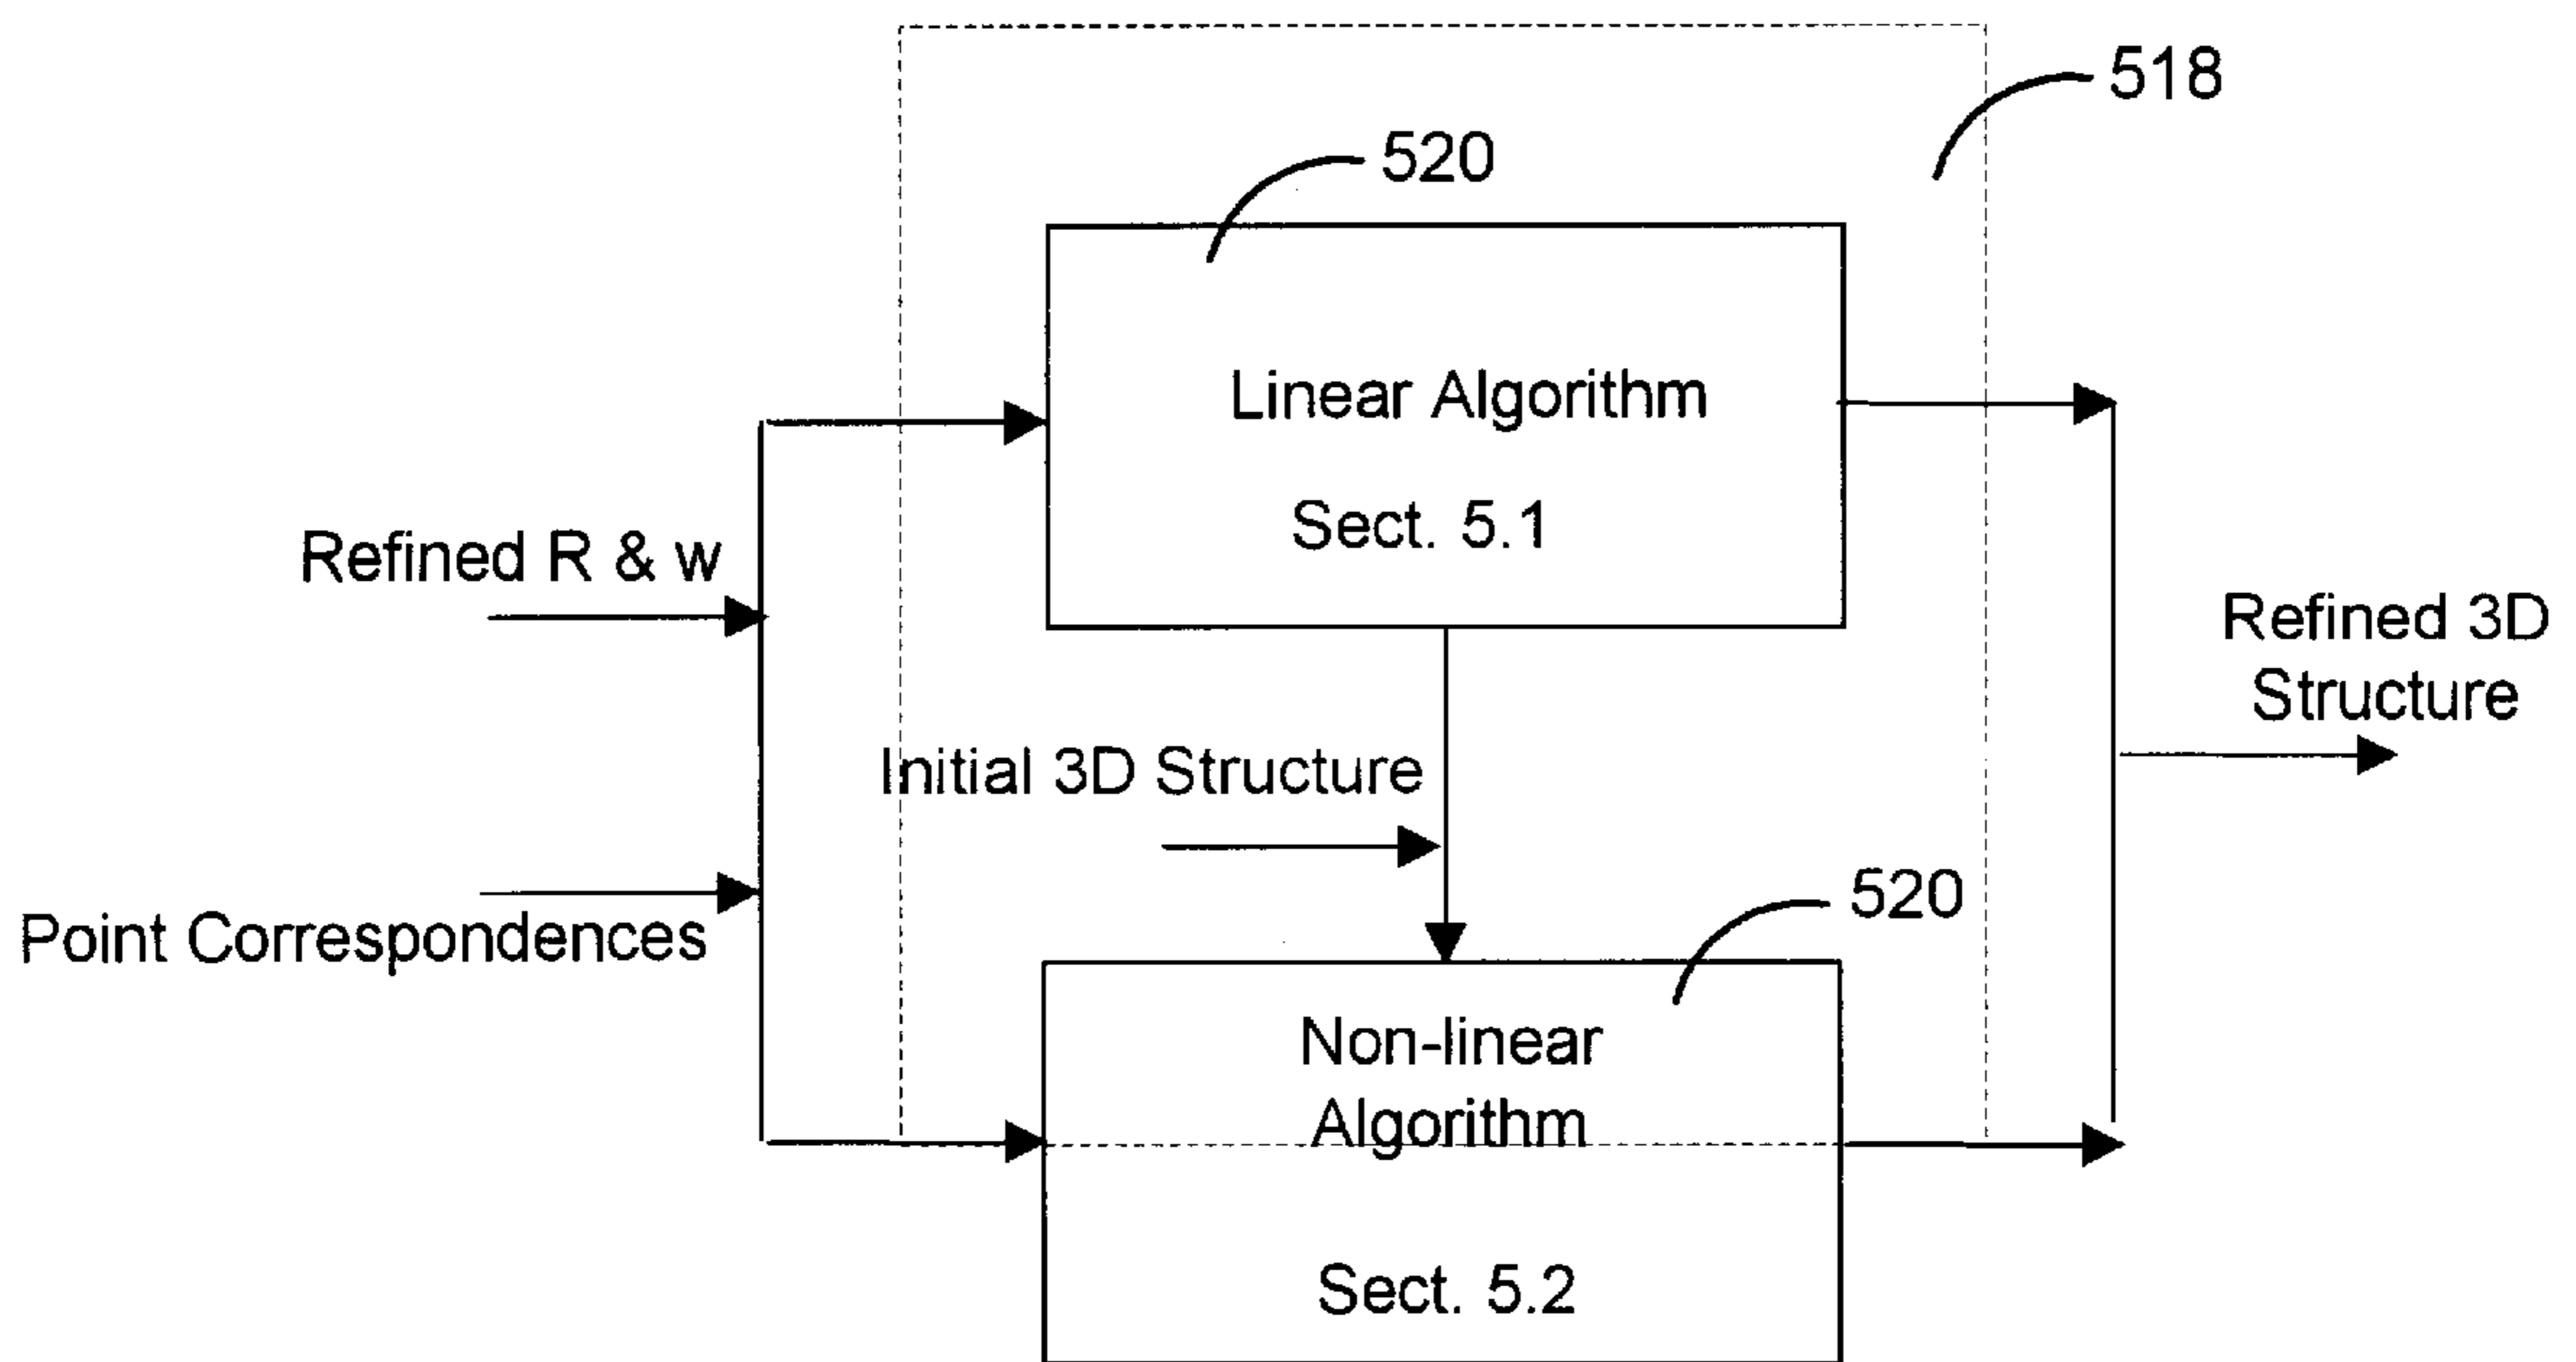 518
520
Linear Algorithm
Sect. 5.1
Refined R & w
Refined 3D
Structure
Initial 3D Structure
520
Point Correspondences
Non-linear
Algorithm
Sect. 5.2